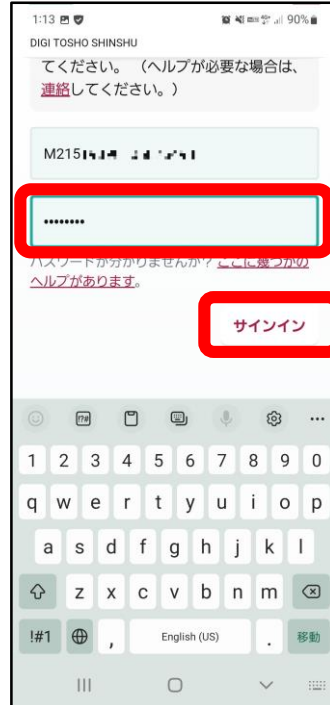 1:13 90%
DIGI TOSHO SHINSHU
てください。（ヘルプが必要な場合は、
連絡してください。）
M215
••••••••
パスワードが分かりませんか？ここに幾つかの
ヘルプがあります。
サインイン
!?#
1 2 3 4 5 6 7 8 9 0
q w e r t y u i o p
a s d f g h j k l
z x c v b n m
!#1 , English (US) . 移動